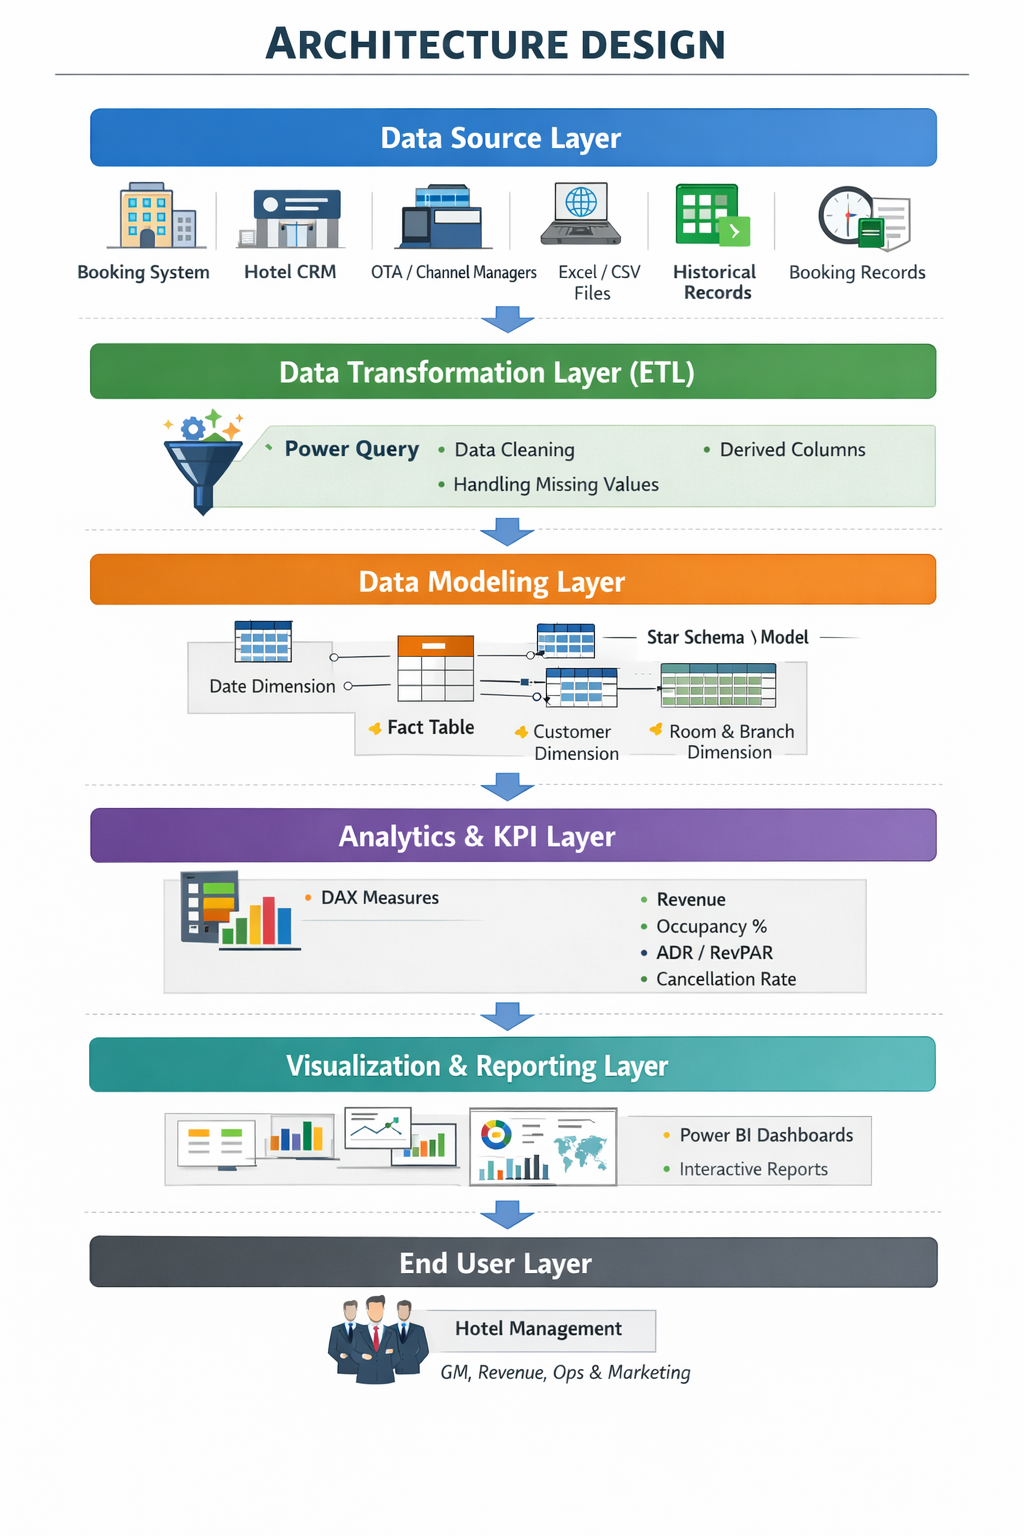 ARCHITECTURE DESIGN
Data Source Layer
Booking System
Hotel CRM
OTA / Channel Managers
Excel / CSV
Files
Historical
Records
Booking Records
Data Transformation Layer (ETL)
Power Query
• Data Cleaning
• Derived Columns
• Handling Missing Values
Data Modeling Layer
Star Schema \ Model
Date Dimension
Fact Table
Customer
Dimension
Room & Branch
Dimension
Analytics & KPI Layer
• DAX Measures
• Revenue
• Occupancy %
• ADR / RevPAR
• Cancellation Rate
Visualization & Reporting Layer
• Power BI Dashboards
• Interactive Reports
End User Layer
Hotel Management
GM, Revenue, Ops & Marketing